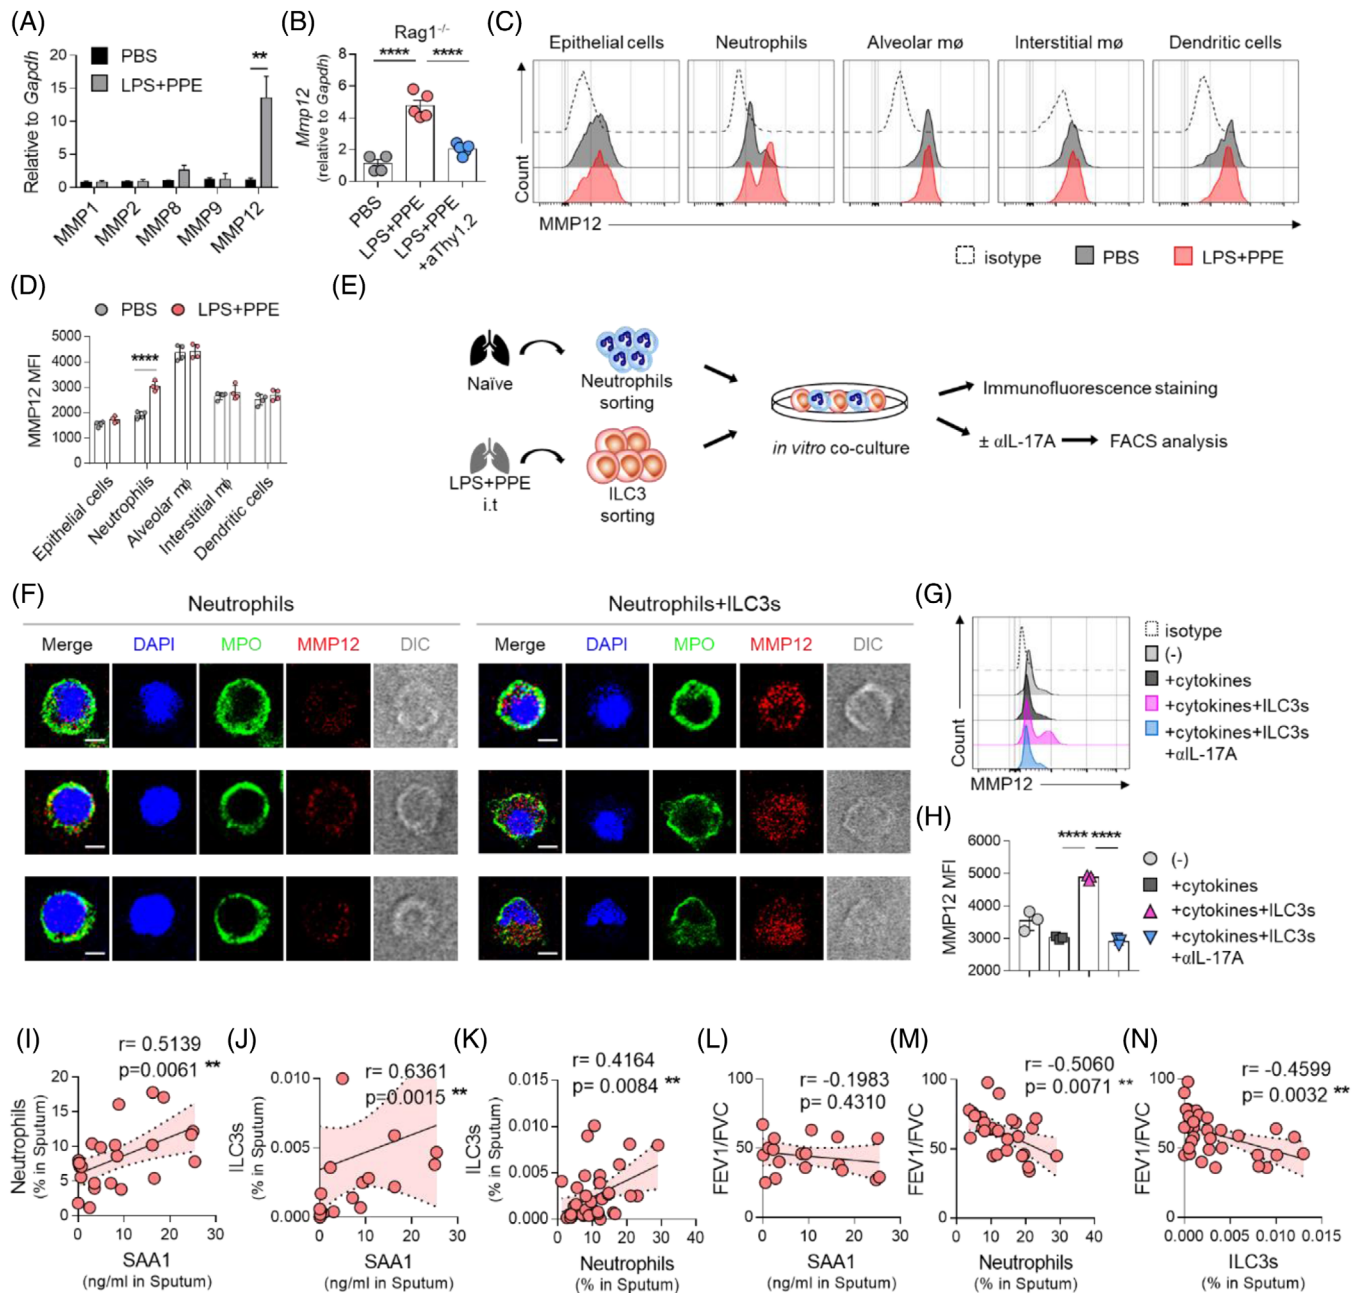 (A)
Relative to Gapdh
20
15
10
5
0
PBS
LPS+PPE
**
MMP1
MMP2
MMP8
MMP9
MMP12
(B)
Rag1-/-
**** ****
Mmp12
(relative to Gapdh)
8
6
4
2
0
PBS
LPS+PPE
LPS+PPE
+aThy1.2
(C)
Epithelial cells
Neutrophils
Alveolar mø
Interstitial mø
Dendritic cells
Count
MMP12
isotype
PBS
LPS+PPE
(D)
PBS
LPS+PPE
MMP12 MFI
5000
4000
3000
2000
1000
0
****
Epithelial cells
Neutrophils
Alveolar mϕ
Interstitial mϕ
Dendritic cells
(E)
Naïve
Neutrophils
sorting
LPS+PPE
i.t
ILC3
sorting
in vitro co-culture
Immunofluorescence staining
± αIL-17A
FACS analysis
(F)
Neutrophils
Neutrophils+ILC3s
Merge
DAPI
MPO
MMP12
DIC
Merge
DAPI
MPO
MMP12
DIC
(G)
Count
MMP12
isotype
(-)
+cytokines
+cytokines+ILC3s
+cytokines+ILC3s
+αIL-17A
(H)
**** ****
MMP12 MFI
6000
5000
4000
3000
2000
(-)
+cytokines
+cytokines+ILC3s
+cytokines+ILC3s
+αIL-17A
(I)
r= 0.5139
p=0.0061 **
Neutrophils
(% in Sputum)
20
15
10
5
0
0 10 20 30
SAA1
(ng/ml in Sputum)
(J)
r= 0.6361
p=0.0015 **
ILC3s
(% in Sputum)
0.010
0.005
0.000
0 10 20 30
SAA1
(ng/ml in Sputum)
(K)
r= 0.4164
p= 0.0084 **
ILC3s
(% in Sputum)
0.015
0.010
0.005
0.000
0 10 20 30 40
Neutrophils
(% in Sputum)
(L)
r= -0.1983
p= 0.4310
FEV1/FVC
100
50
0
0 10 20 30
SAA1
(ng/ml in Sputum)
(M)
r= -0.5060
p= 0.0071 **
FEV1/FVC
100
50
0
0 10 20 30 40
Neutrophils
(% in Sputum)
(N)
r= -0.4599
p= 0.0032 **
FEV1/FVC
100
50
0
0.000 0.005 0.010 0.015
ILC3s
(% in Sputum)